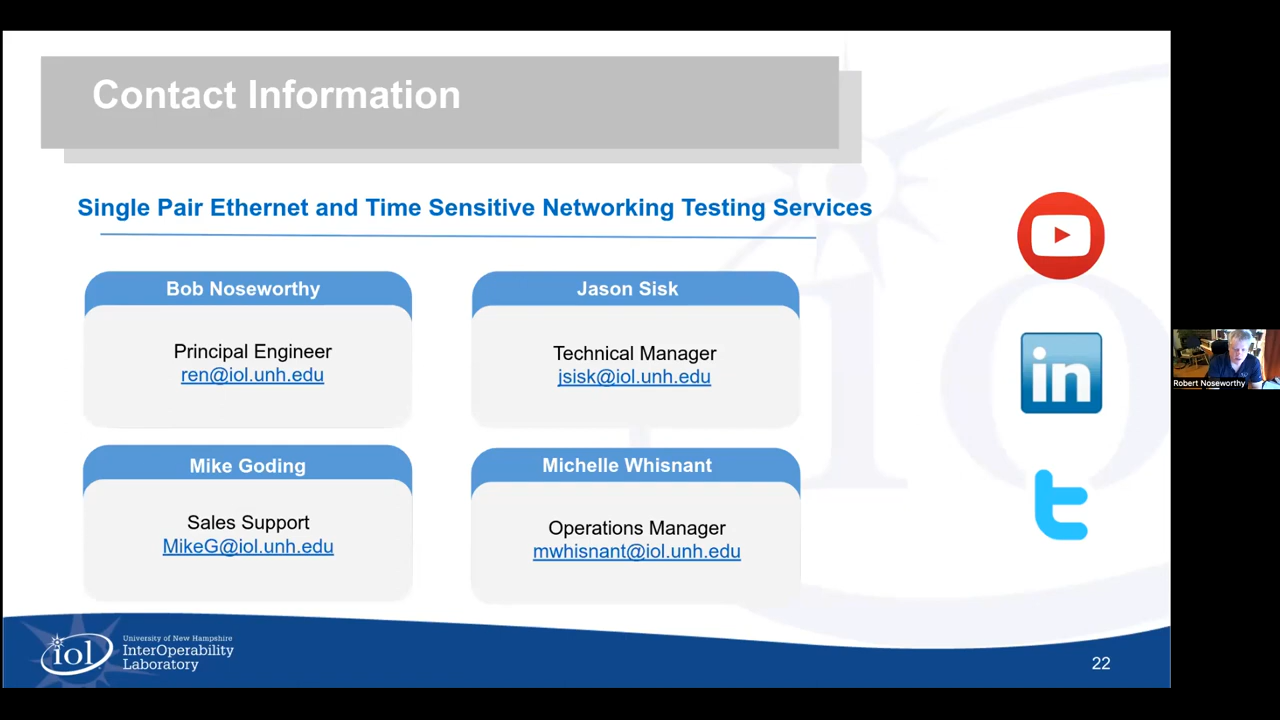 Contact Information
Single Pair Ethernet and Time Sensitive Networking Testing Services
Bob Noseworthy
Principal Engineer
ren@iol.unh.edu
Jason Sisk
Technical Manager
jsisk@iol.unh.edu
Mike Goding
Sales Support
MikeG@iol.unh.edu
Michelle Whisnant
Operations Manager
mwhisnant@iol.unh.edu
in
t
Robert Noseworthy
iol
University of New Hampshire
InterOperability
Laboratory
22